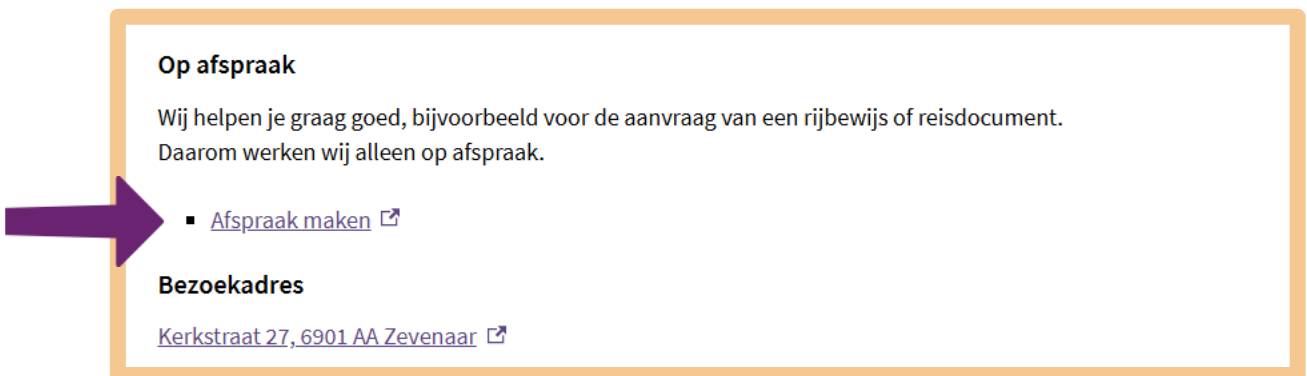 Op afspraak
Wij helpen je graag goed, bijvoorbeeld voor de aanvraag van een rijbewijs of reisdocument.
Daarom werken wij alleen op afspraak.
Afspraak maken
Bezoekadres
Kerkstraat 27, 6901 AA Zevenaar